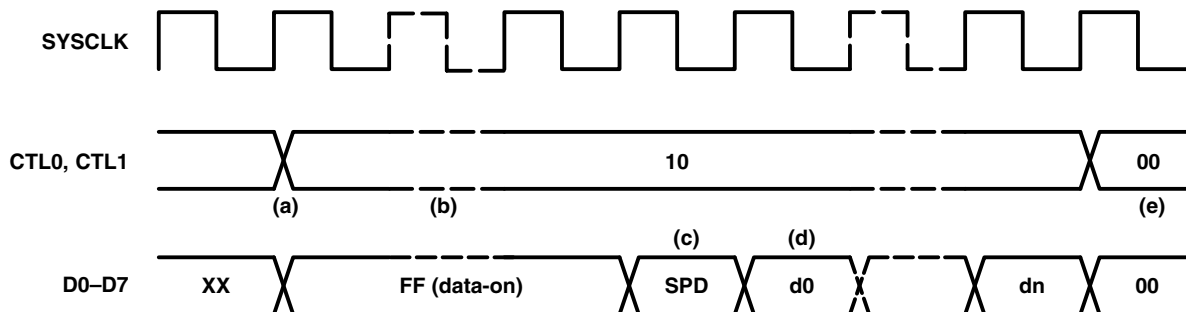 SYSCLK
CTL0, CTL1
10
00
(a)
(b)
(e)
(c)
(d)
D0–D7
XX
FF (data-on)
SPD
d0
dn
00